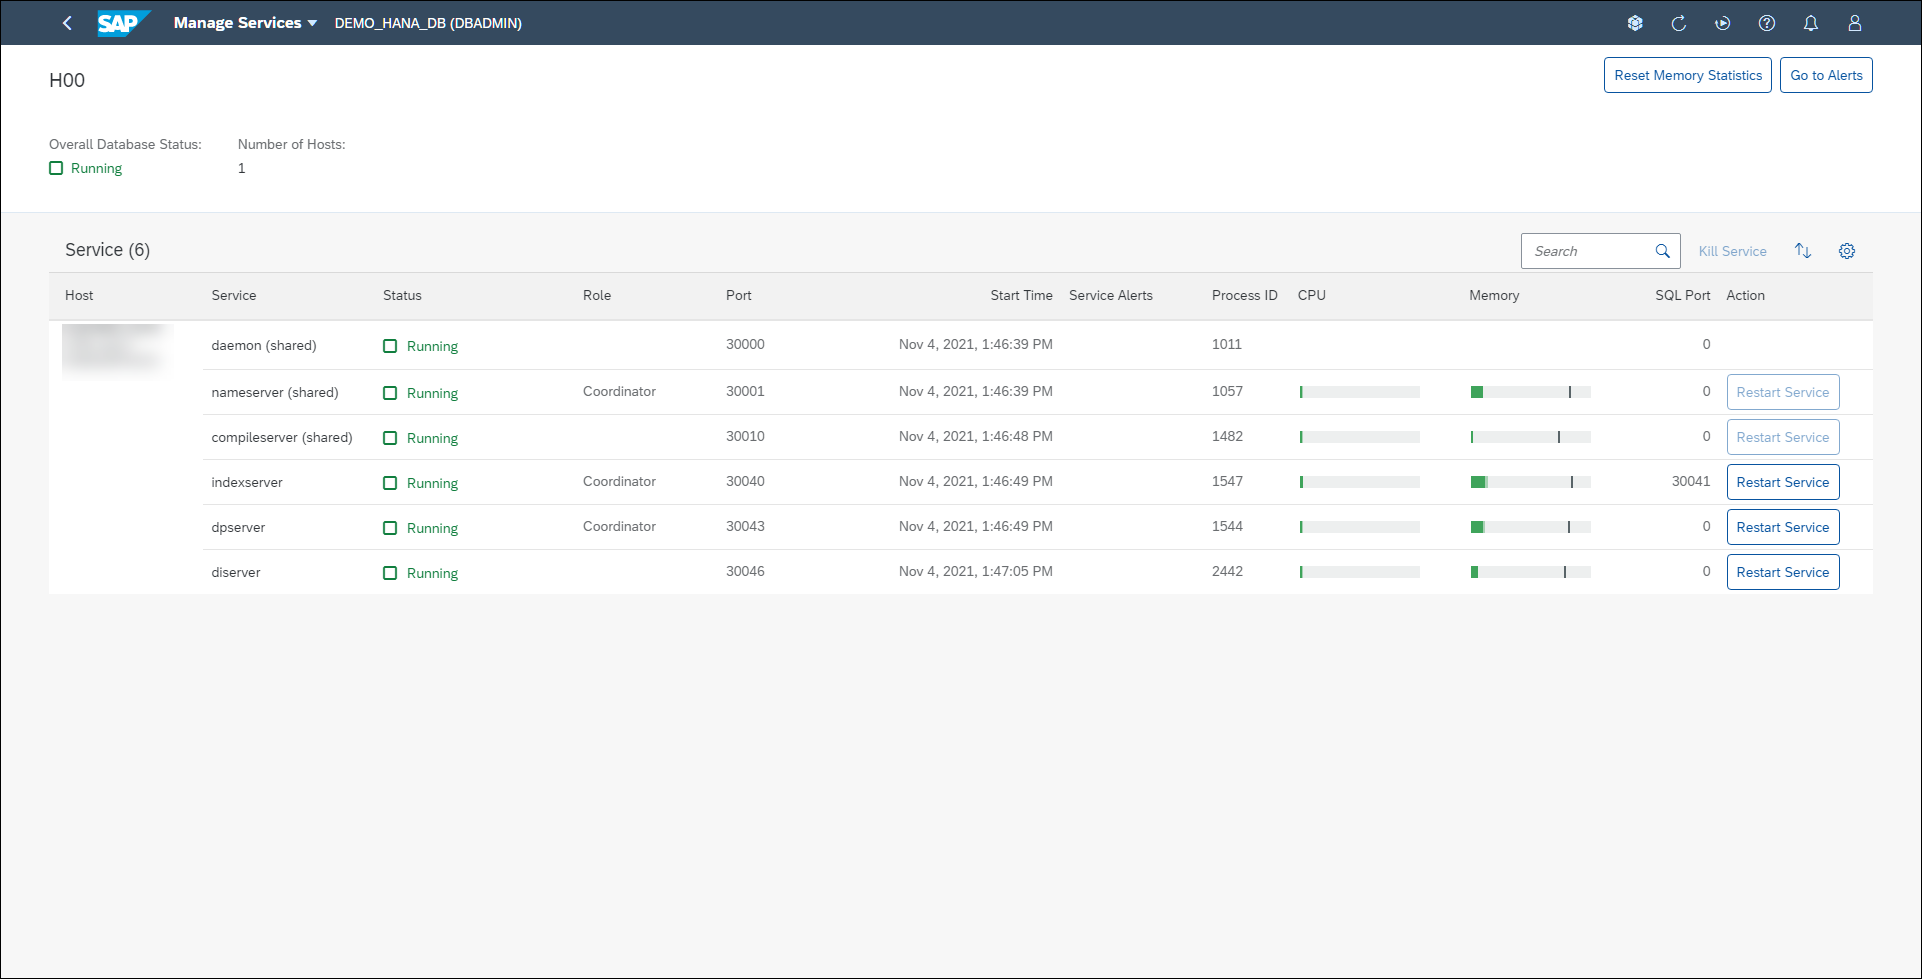 SAP Manage Services DEMO_HANA_DB (DBADMIN)
H00 Reset Memory Statistics Go to Alerts
Overall Database Status: Number of Hosts:
Running 1
Service (6) Search Kill Service
Host Service Status Role Port Start Time Service Alerts Process ID CPU Memory SQL Port Action
daemon (shared) Running 30000 Nov 4, 2021, 1:46:39 PM 1011 0
nameserver (shared) Running Coordinator 30001 Nov 4, 2021, 1:46:39 PM 1057 0 Restart Service
compileserver (shared) Running 30010 Nov 4, 2021, 1:46:48 PM 1482 0 Restart Service
indexserver Running Coordinator 30040 Nov 4, 2021, 1:46:49 PM 1547 30041 Restart Service
dpserver Running Coordinator 30043 Nov 4, 2021, 1:46:49 PM 1544 0 Restart Service
diserver Running 30046 Nov 4, 2021, 1:47:05 PM 2442 0 Restart Service